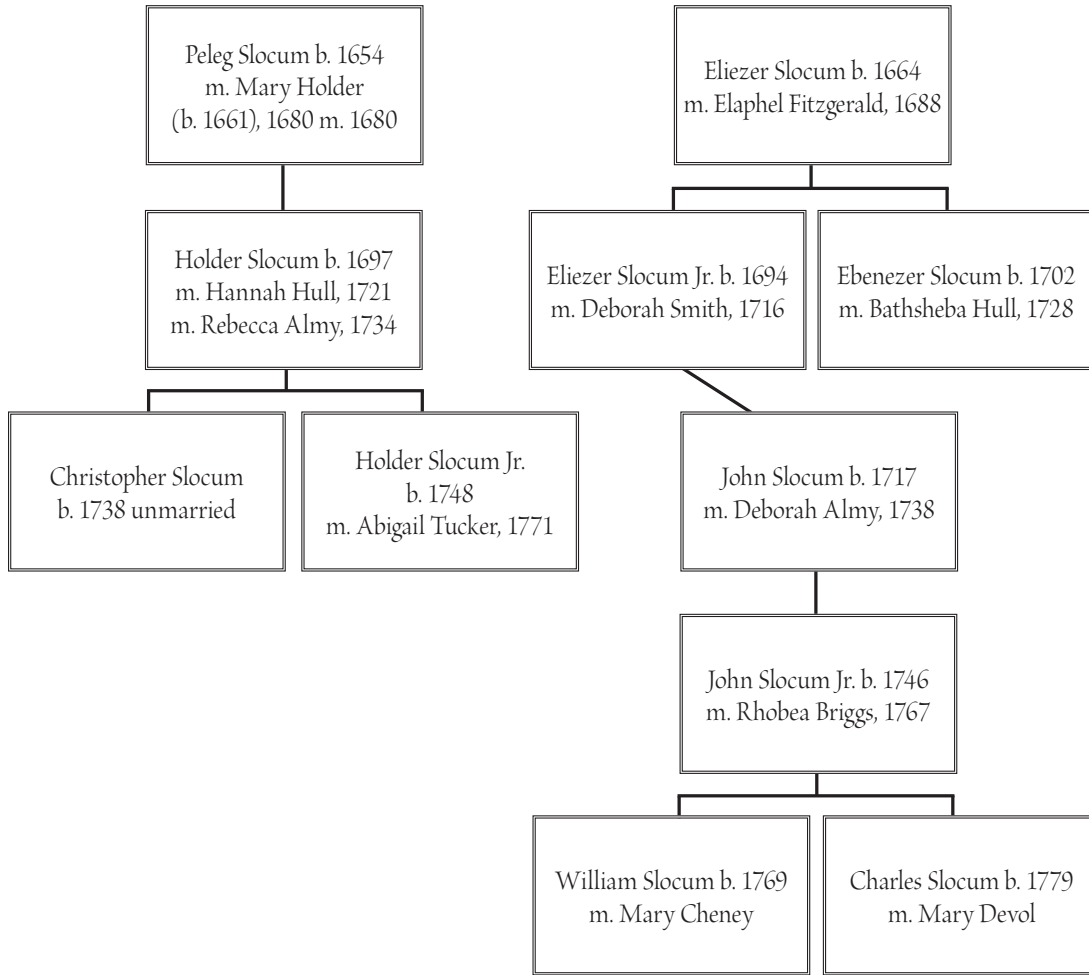 Peleg Slocum b. 1654
m. Mary Holder
(b. 1661), 1680 m. 1680
Eliezer Slocum b. 1664
m. Elaphel Fitzgerald, 1688
Holder Slocum b. 1697
m. Hannah Hull, 1721
m. Rebecca Almy, 1734
Eliezer Slocum Jr. b. 1694
m. Deborah Smith, 1716
Ebenezer Slocum b. 1702
m. Bathsheba Hull, 1728
Christopher Slocum
b. 1738 unmarried
Holder Slocum Jr.
b. 1748
m. Abigail Tucker, 1771
John Slocum b. 1717
m. Deborah Almy, 1738
John Slocum Jr. b. 1746
m. Rhobea Briggs, 1767
William Slocum b. 1769
m. Mary Cheney
Charles Slocum b. 1779
m. Mary Devol